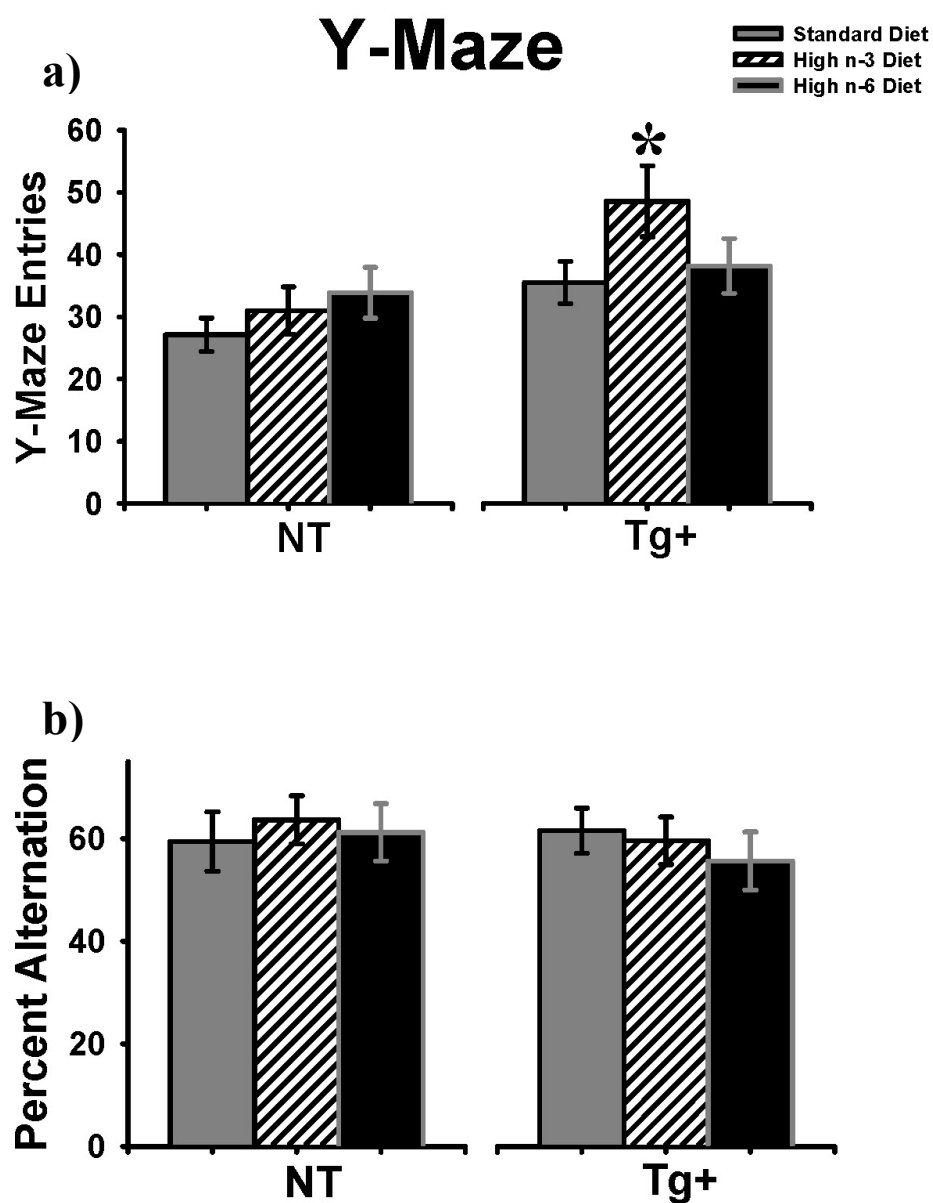 Y-Maze
Standard Diet
High n-3 Diet
High n-6 Diet
a)
Y-Maze Entries
60
50
40
30
20
10
0
NT
Tg+
*
b)
Percent Alternation
60
40
20
0
NT
Tg+